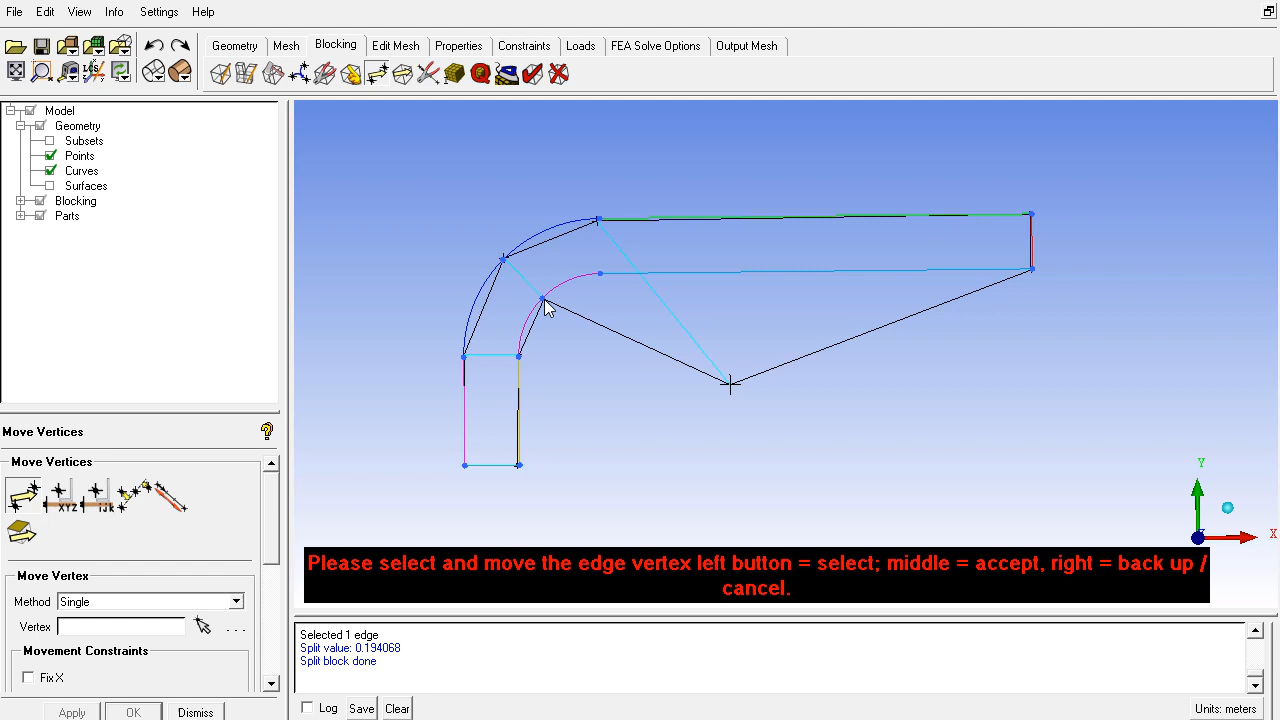 File Edit View Info Settings Help
Geometry Mesh Blocking Edit Mesh Properties Constraints Loads FEA Solve Options Output Mesh
Model
Geometry
Subsets
Points
Curves
Surfaces
Blocking
Parts
Move Vertices
Move Vertices
XYZ IJK
Move Vertex
Method Single
Vertex
Movement Constraints
Fix X
Apply OK Dismiss
Y
X
Please select and move the edge vertex left button = select; middle = accept, right = back up /
cancel.
Selected 1 edge
Split value: 0.194068
Split block done
Log Save Clear
Units: meters